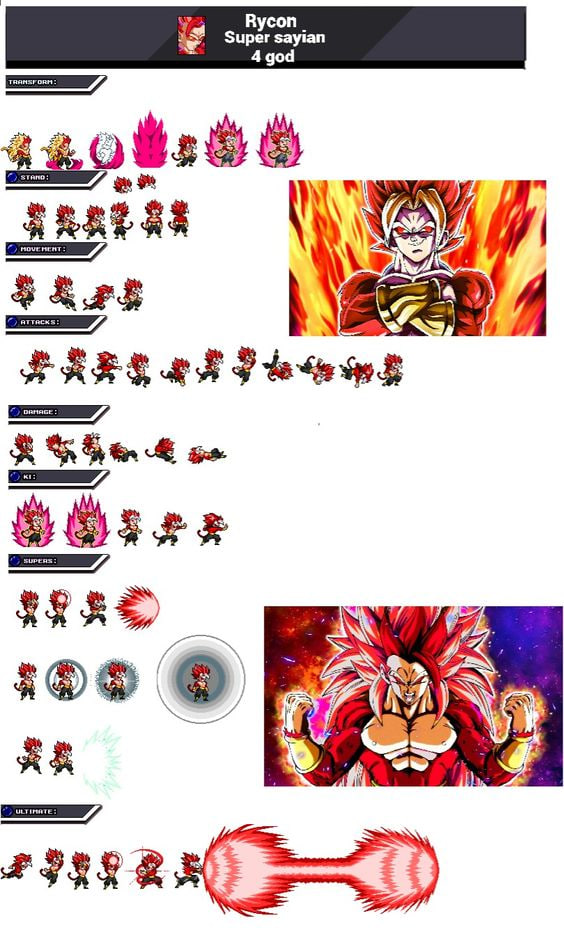 Rycon
Super sayian
4 god
TRANSFORM:
STAND:
MOVEMENT:
ATTACKS:
DAMAGE:
KI:
SUPERS:
ULTIMATE: